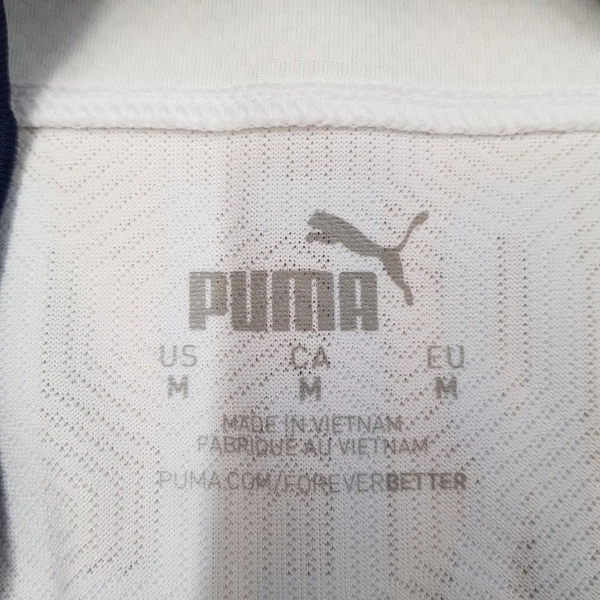 PUMA
US CA EU
M M M
MADE IN VIETNAM
FABRIQUE AU VIETNAM
PUMA.COM/FOREVERBETTER